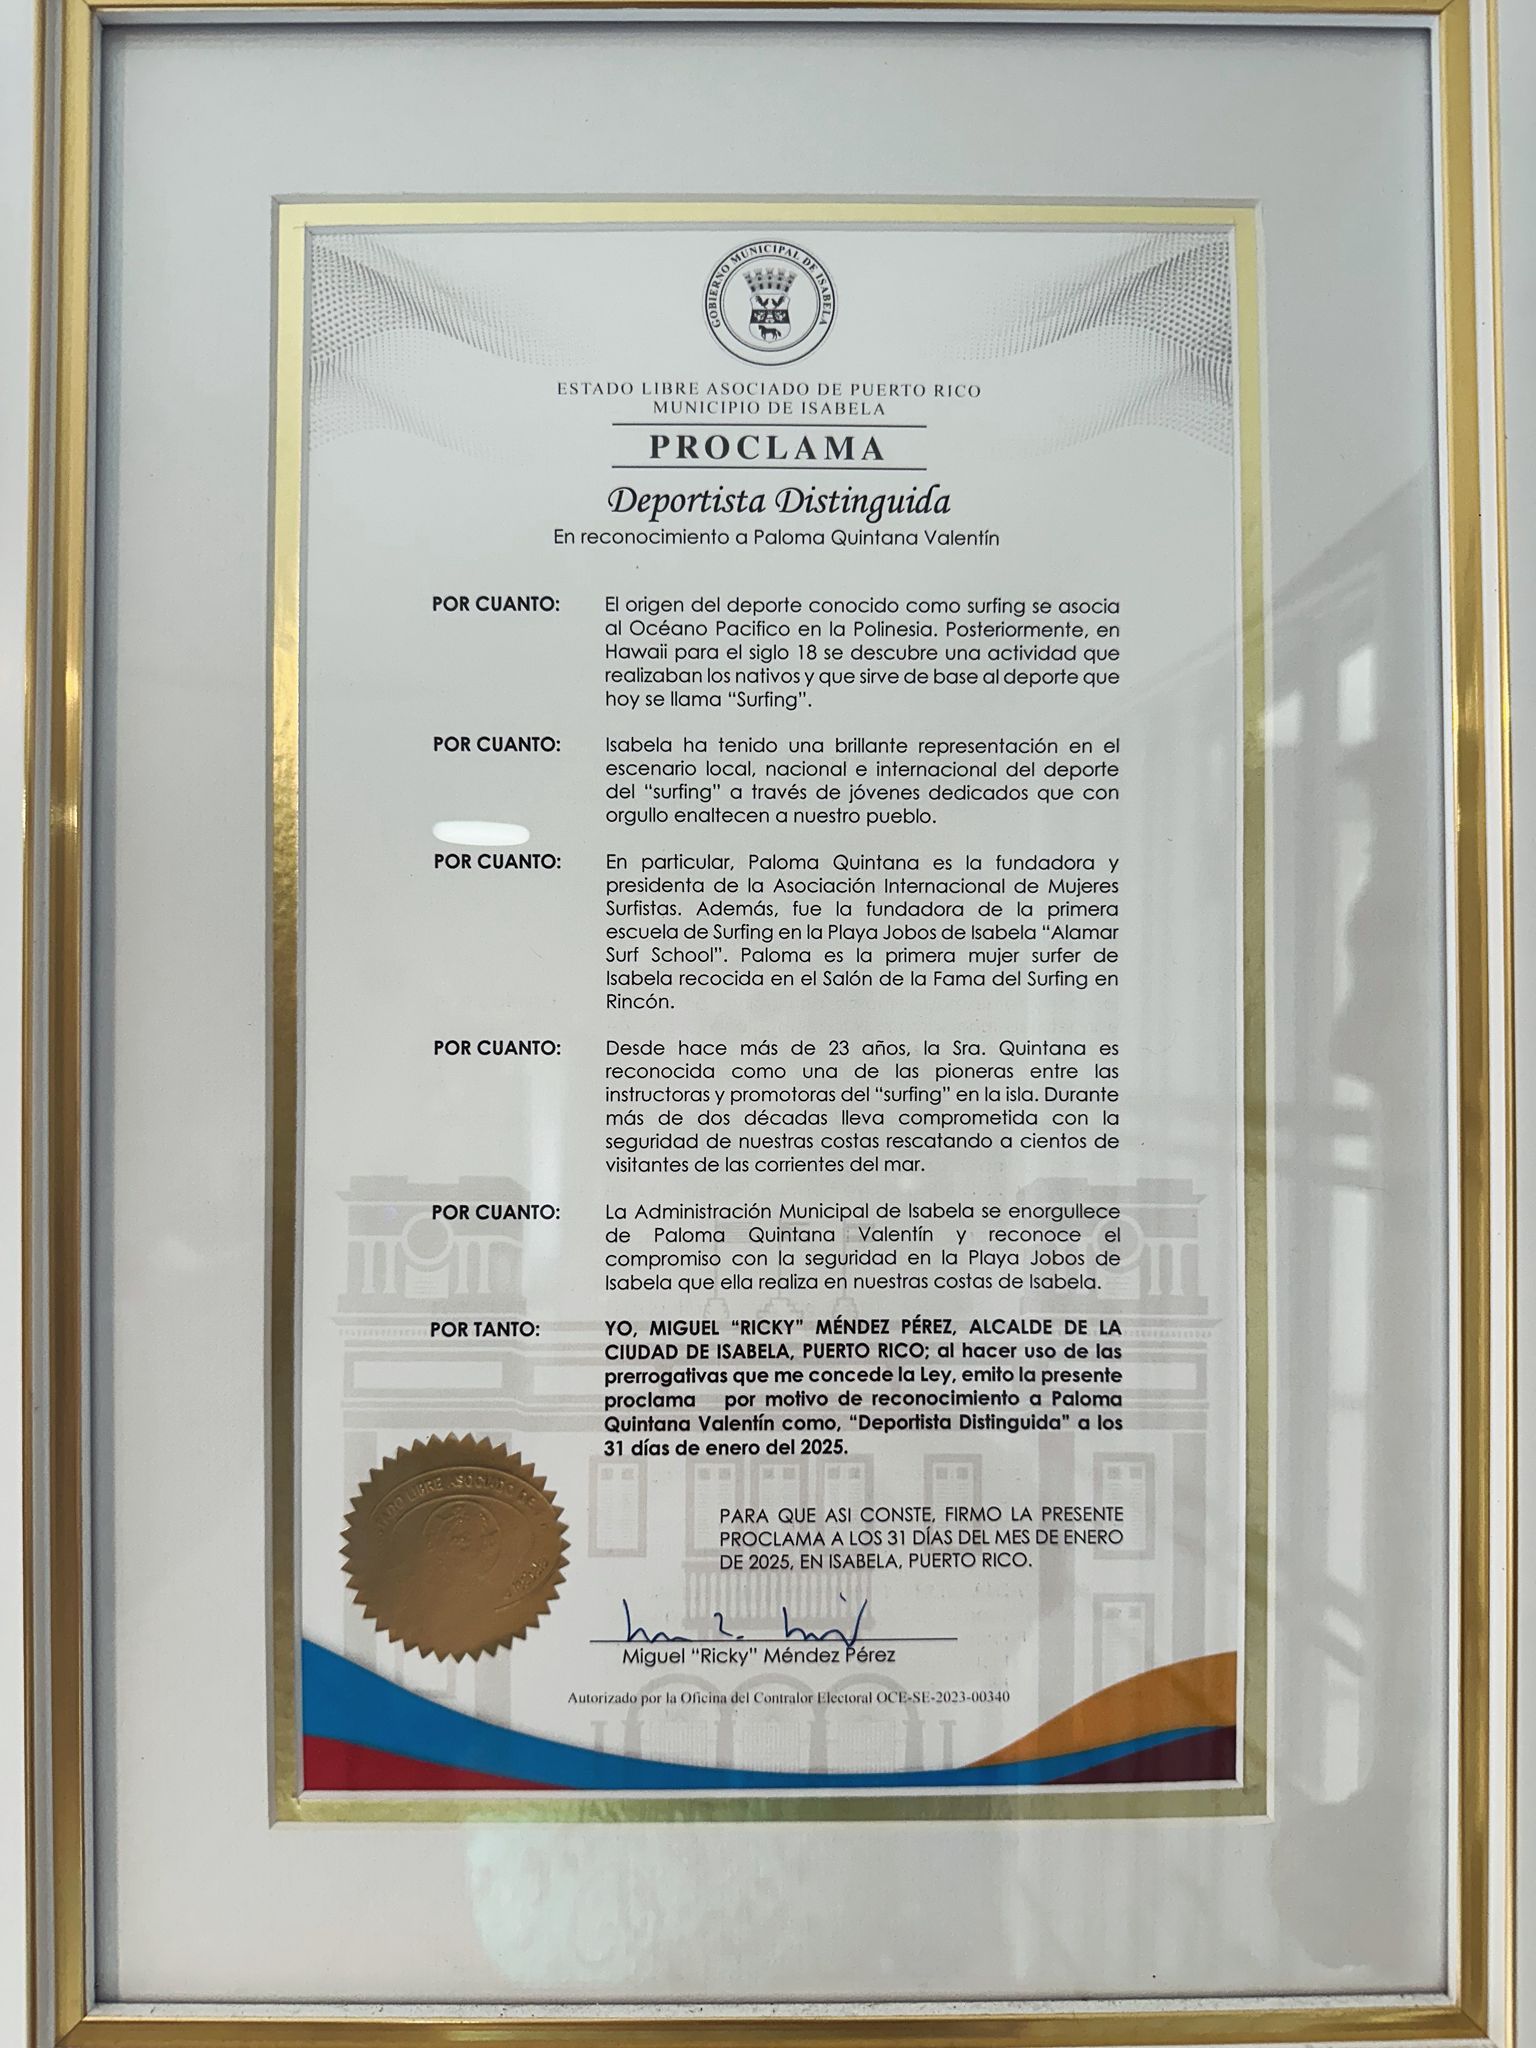 GOBIERNO MUNICIPAL DE ISABELA
ESTADO LIBRE ASOCIADO DE PUERTO RICO
MUNICIPIO DE ISABELA
PROCLAMA
Deportista Distinguida
En reconocimiento a Paloma Quintana Valentín
POR CUANTO: El origen del deporte conocido como surfing se asocia
al Océano Pacifico en la Polinesia. Posteriormente, en
Hawaii para el siglo 18 se descubre una actividad que
realizaban los nativos y que sirve de base al deporte que
hoy se llama “Surfing”.
POR CUANTO: Isabela ha tenido una brillante representación en el
escenario local, nacional e internacional del deporte
del “surfing” a través de jóvenes dedicados que con
orgullo enaltecen a nuestro pueblo.
POR CUANTO: En particular, Paloma Quintana es la fundadora y
presidenta de la Asociación Internacional de Mujeres
Surfistas. Además, fue la fundadora de la primera
escuela de Surfing en la Playa Jobos de Isabela “Alamar
Surf School”. Paloma es la primera mujer surfer de
Isabela recocida en el Salón de la Fama del Surfing en
Rincón.
POR CUANTO: Desde hace más de 23 años, la Sra. Quintana es
reconocida como una de las pioneras entre las
instructoras y promotoras del “surfing” en la isla. Durante
más de dos décadas lleva comprometida con la
seguridad de nuestras costas rescatando a cientos de
visitantes de las corrientes del mar.
POR CUANTO: La Administración Municipal de Isabela se enorgullece
de Paloma Quintana Valentín y reconoce el
compromiso con la seguridad en la Playa Jobos de
Isabela que ella realiza en nuestras costas de Isabela.
POR TANTO: YO, MIGUEL “RICKY” MÉNDEZ PÉREZ, ALCALDE DE LA
CIUDAD DE ISABELA, PUERTO RICO; al hacer uso de las
prerrogativas que me concede la Ley, emito la presente
proclama por motivo de reconocimiento a Paloma
Quintana Valentín como, “Deportista Distinguida” a los
31 días de enero del 2025.
PARA QUE ASI CONSTE, FIRMO LA PRESENTE
PROCLAMA A LOS 31 DÍAS DEL MES DE ENERO
DE 2025, EN ISABELA, PUERTO RICO.
Miguel “Ricky” Méndez Pérez
Autorizado por la Oficina del Contralor Electoral OCE-SE-2023-00340
LIBRE ASOCIADO DE